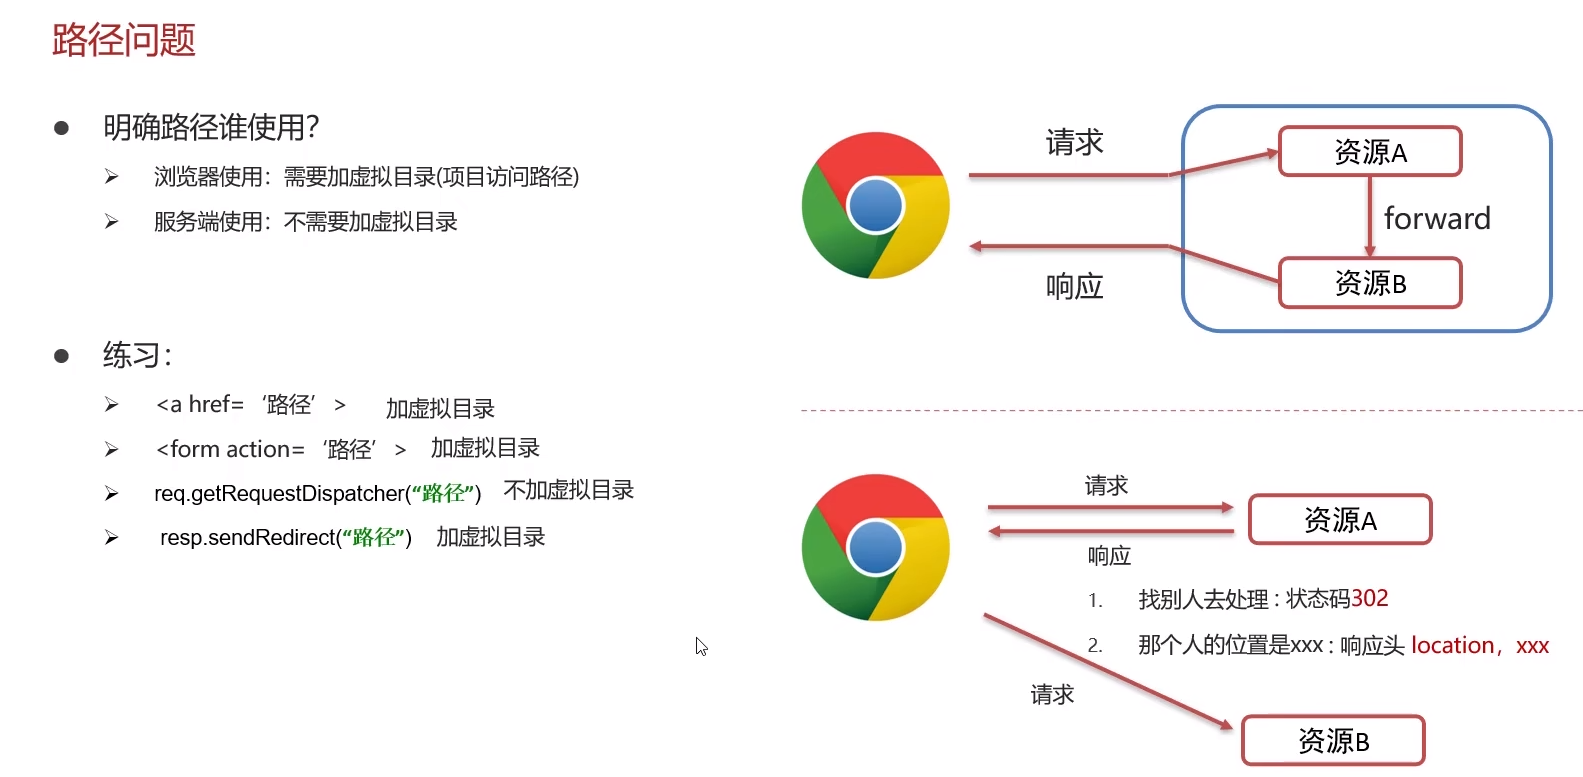 路径问题
明确路径谁使用?
浏览器使用：需要加虚拟目录(项目访问路径)
服务端使用：不需要加虚拟目录
练习：
<a href=‘路径’> 加虚拟目录
<form action=‘路径’> 加虚拟目录
req.getRequestDispatcher(“路径”) 不加虚拟目录
resp.sendRedirect(“路径”) 加虚拟目录
请求
资源A
forward
响应
资源B
请求
资源A
响应
1. 找别人去处理：状态码302
2. 那个人的位置是xxx：响应头 location，xxx
请求
资源B